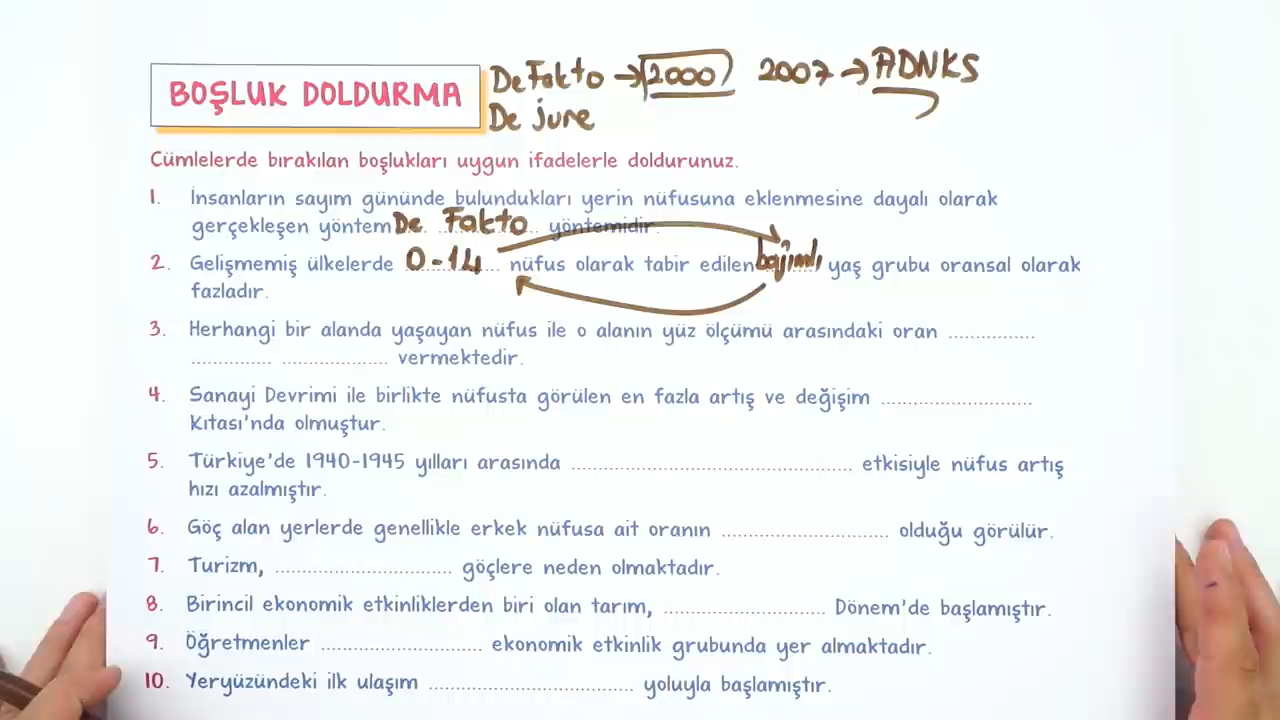 De Fakto → 2000 2007 → ADNKS
BOŞLUK DOLDURMA
De jure
Cümlelerde bırakılan boşlukları uygun ifadelerle doldurunuz.
1. İnsanların sayım gününde bulundukları yerin nüfusuna eklenmesine dayalı olarak
gerçekleşen yöntem De Fakto yöntemidir.
2. Gelişmemiş ülkelerde 0-14 nüfus olarak tabir edilen bağımlı yaş grubu oransal olarak
fazladır.
3. Herhangi bir alanda yaşayan nüfus ile o alanın yüz ölçümü arasındaki oran ...............
.............. .................. vermektedir.
4. Sanayi Devrimi ile birlikte nüfusta görülen en fazla artış ve değişim ..........................
Kıtası'nda olmuştur.
5. Türkiye'de 1940-1945 yılları arasında ................................................ etkisiyle nüfus artış
hızı azalmıştır.
6. Göç alan yerlerde genellikle erkek nüfusa ait oranın ............................ olduğu görülür.
7. Turizm, .............................. göçlere neden olmaktadır.
8. Birincil ekonomik etkinliklerden biri olan tarım, ........................... Dönem'de başlamıştır.
9. Öğretmenler ........................... ekonomik etkinlik grubunda yer almaktadır.
10. Yeryüzündeki ilk ulaşım .................................. yoluyla başlamıştır.